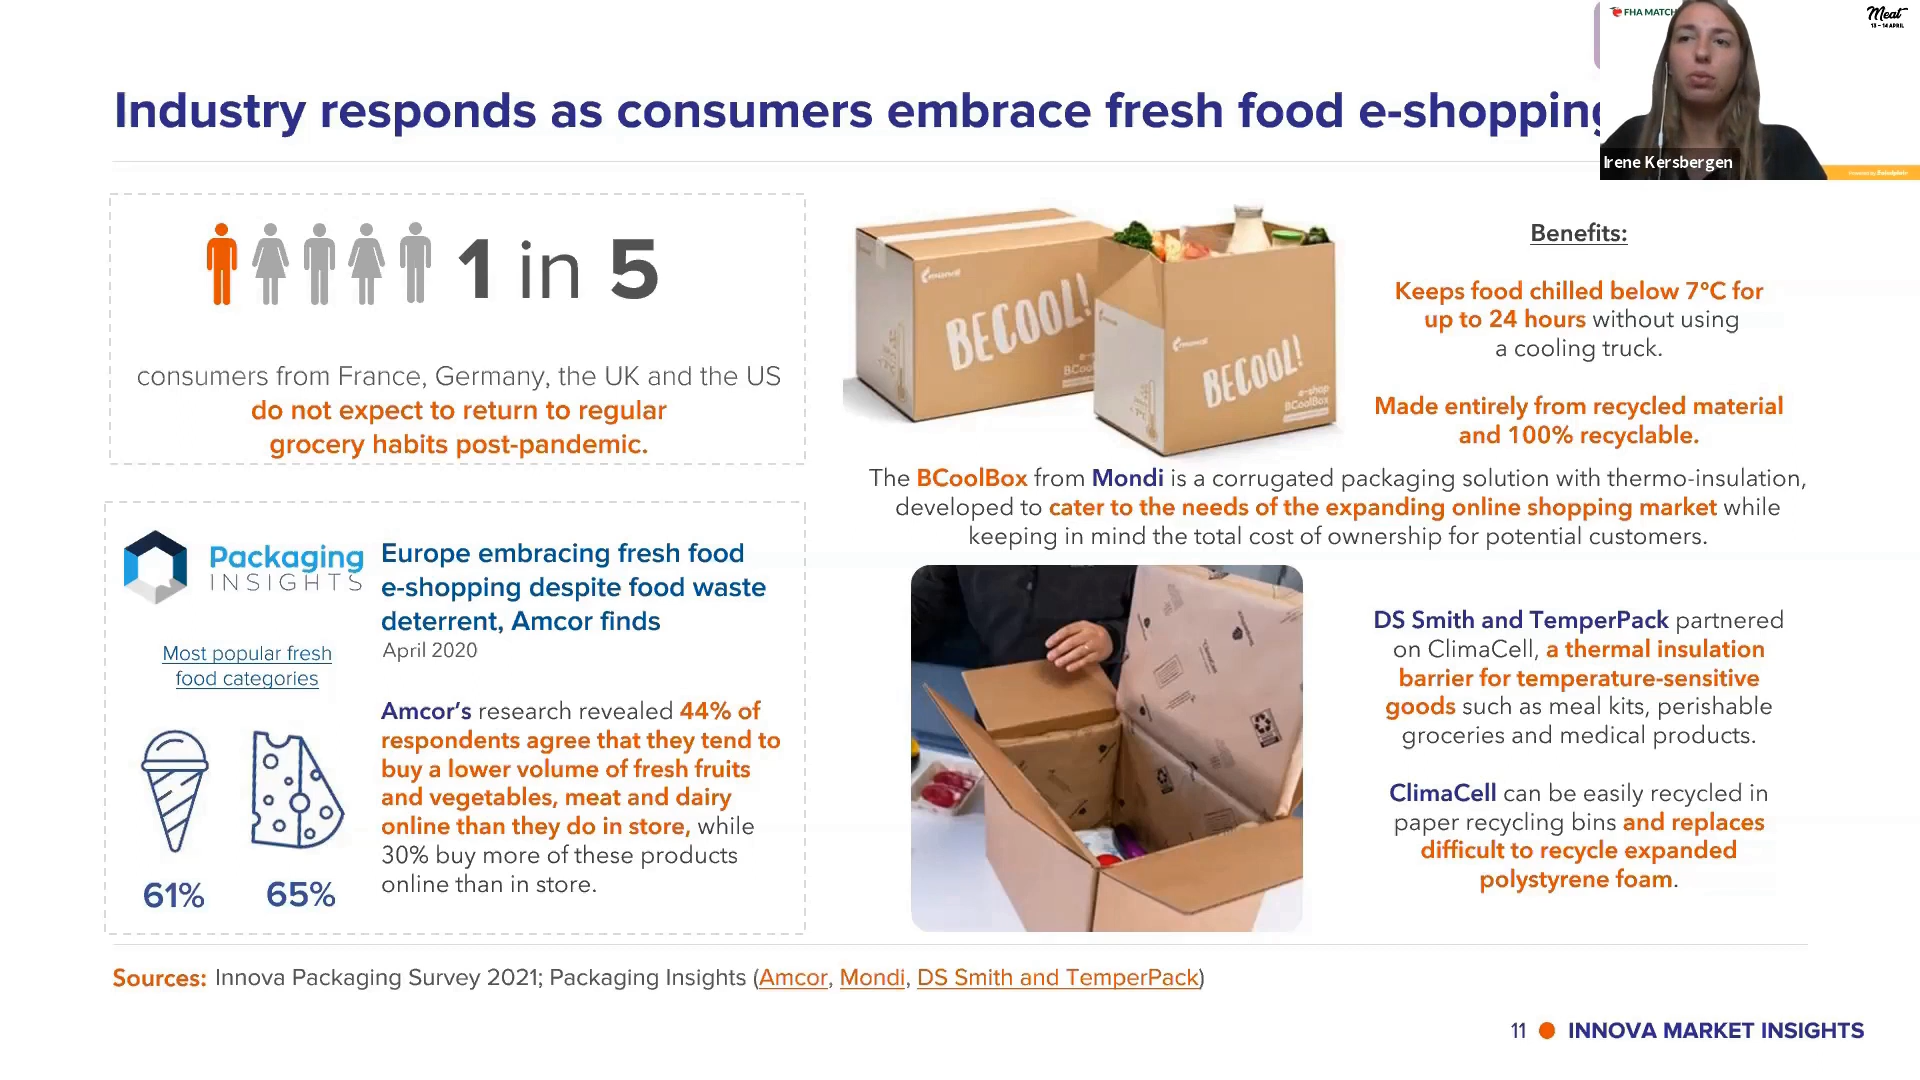 FHA MATCH
Meat
13 - 14 APRIL
Industry responds as consumers embrace fresh food e-shopping
Irene Kersbergen
1 in 5
consumers from France, Germany, the UK and the US
do not expect to return to regular
grocery habits post-pandemic.
Packaging
INSIGHTS
Europe embracing fresh food
e-shopping despite food waste
deterrent, Amcor finds
April 2020
Most popular fresh
food categories
61%
65%
Amcor's research revealed 44% of
respondents agree that they tend to
buy a lower volume of fresh fruits
and vegetables, meat and dairy
online than they do in store, while
30% buy more of these products
online than in store.
mondi
BECOOL!
mondi
BECOOL!
e-shop
BCoolBox
Benefits:
Keeps food chilled below 7°C for
up to 24 hours without using
a cooling truck.
Made entirely from recycled material
and 100% recyclable.
The BCoolBox from Mondi is a corrugated packaging solution with thermo-insulation,
developed to cater to the needs of the expanding online shopping market while
keeping in mind the total cost of ownership for potential customers.
DS Smith and TemperPack partnered
on ClimaCell, a thermal insulation
barrier for temperature-sensitive
goods such as meal kits, perishable
groceries and medical products.
ClimaCell can be easily recycled in
paper recycling bins and replaces
difficult to recycle expanded
polystyrene foam.
Sources: Innova Packaging Survey 2021; Packaging Insights (Amcor, Mondi, DS Smith and TemperPack)
11 INNOVA MARKET INSIGHTS